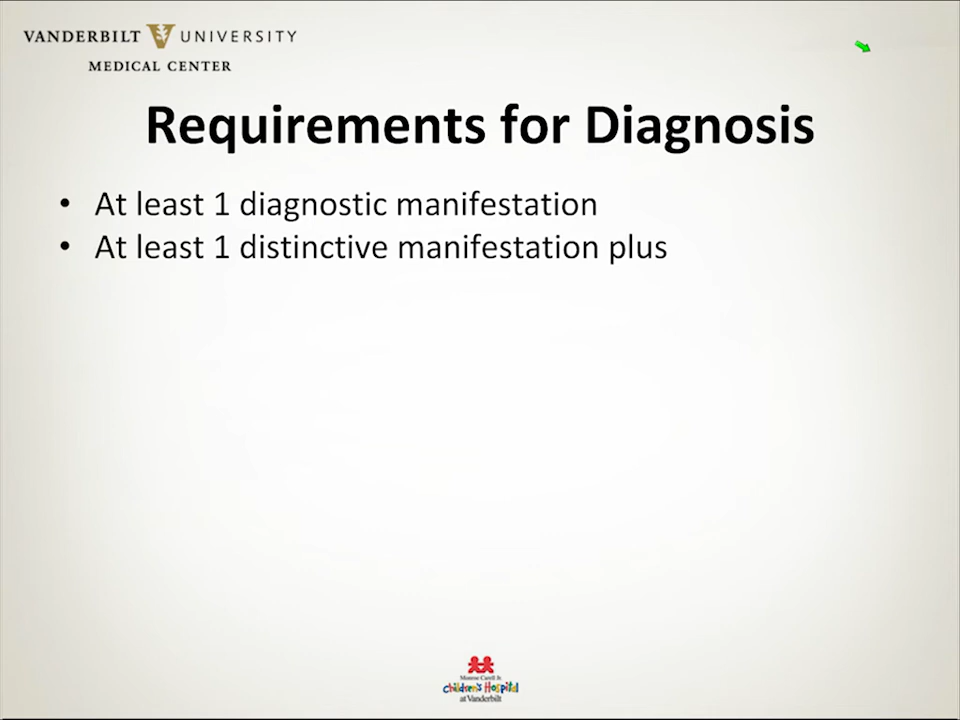 VANDERBILT UNIVERSITY
MEDICAL CENTER
Requirements for Diagnosis
• At least 1 diagnostic manifestation
• At least 1 distinctive manifestation plus
Monroe Carell Jr.
Children's Hospital
at Vanderbilt